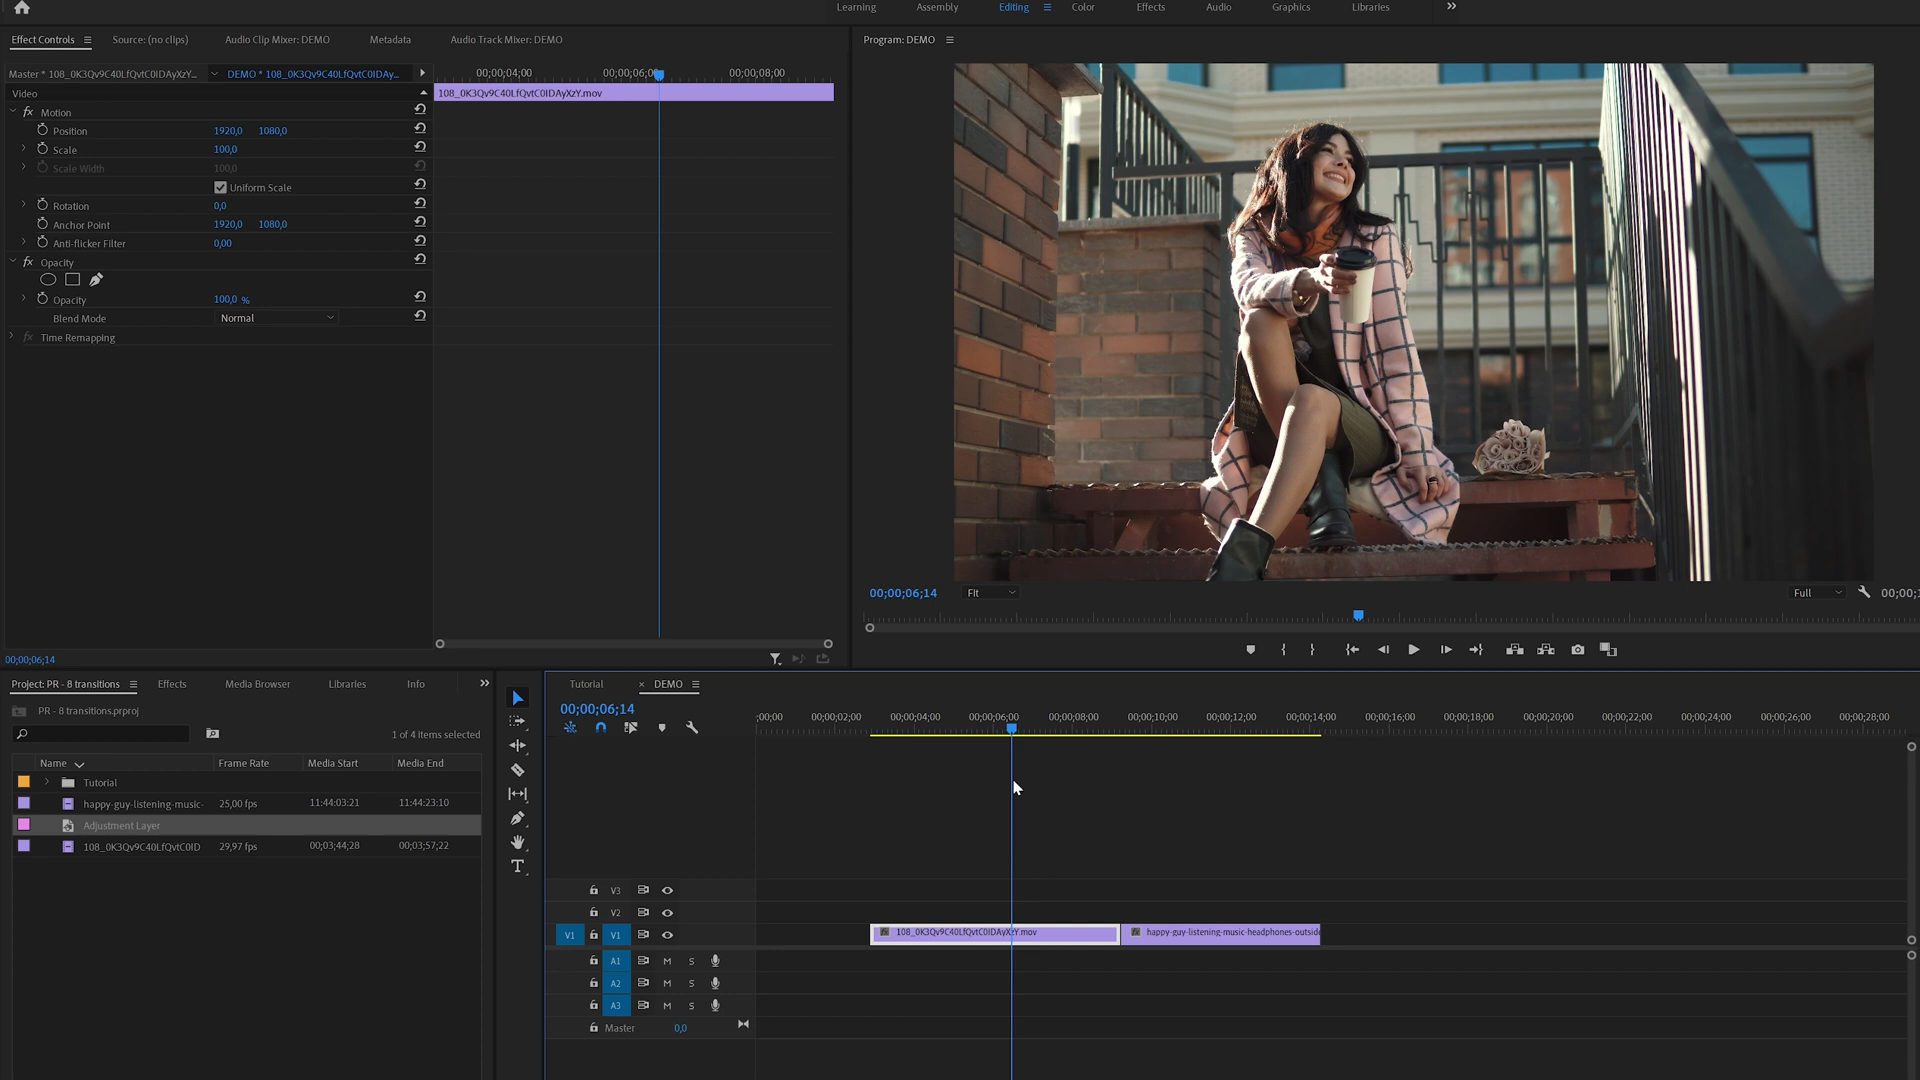 Learning Assembly Editing Color Effects Audio Graphics Libraries
Effect Controls Source: (no clips) Audio Clip Mixer: DEMO Metadata Audio Track Mixer: DEMO
Program: DEMO
Master * 108_0K3Qv9C40LfQvtC0IDAyXzY... DEMO * 108_0K3Qv9C40LfQvtC0IDAy...
00;00;04;00 00;00;06;00 00;00;08;00
Video
108_0K3Qv9C40LfQvtC0IDAyXzY.mov
fx Motion
Position 1920,0 1080,0
Scale 100,0
Scale Width 100,0
Uniform Scale
Rotation 0,0
Anchor Point 1920,0 1080,0
Anti-flicker Filter 0,00
fx Opacity
Opacity 100,0 %
Blend Mode Normal
fx Time Remapping
00;00;06;14
00;00;06;14 Fit Full 00;00;1
Project: PR - 8 transitions Effects Media Browser Libraries Info
PR - 8 transitions.prproj
1 of 4 items selected
Name Frame Rate Media Start Media End
Tutorial
happy-guy-listening-music- 25,00 fps 11:44:03:21 11:44:23:10
Adjustment Layer
108_0K3Qv9C40LfQvtC0ID 29,97 fps 00;03;44;28 00;03;57;22
Tutorial × DEMO
00;00;06;14
;00;00 00;00;02;00 00;00;04;00 00;00;06;00 00;00;08;00 00;00;10;00 00;00;12;00 00;00;14;00 00;00;16;00 00;00;18;00 00;00;20;00 00;00;22;00 00;00;24;00 00;00;26;00 00;00;28;00
T
V3
V2
V1 V1
fx 108_0K3Qv9C40LfQvtC0IDAyXzY.mov
fx happy-guy-listening-music-headphones-outside
A1 M S
A2 M S
A3 M S
Master 0,0